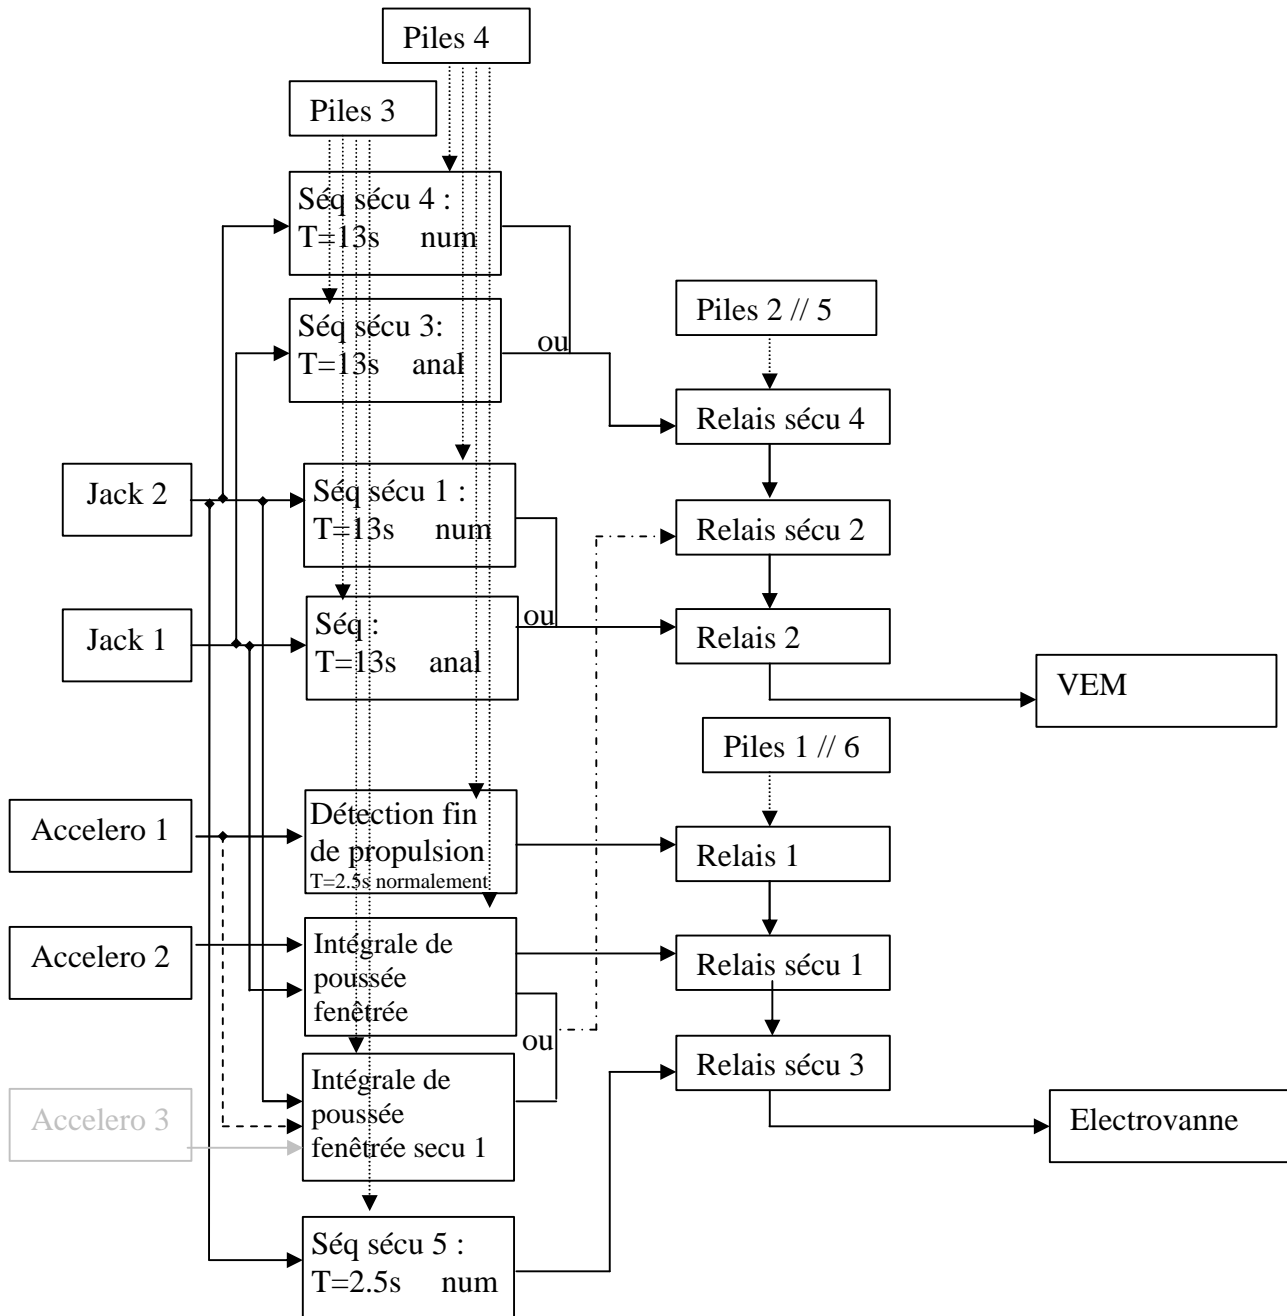 Piles 4
Piles 3
Séq sécu 4 :
T=13s num
Séq sécu 3:
T=13s anal
ou
Piles 2 // 5
Relais sécu 4
Jack 2
Séq sécu 1 :
T=13s num
Relais sécu 2
Jack 1
Séq :
T=13s anal
ou
Relais 2
VEM
Piles 1 // 6
Accelero 1
Détection fin
de propulsion
T=2.5s normalement
Relais 1
Accelero 2
Intégrale de
poussée
fenêtrée
Relais sécu 1
ou
Relais sécu 3
Accelero 3
Intégrale de
poussée
fenêtrée secu 1
Electrovanne
Séq sécu 5 :
T=2.5s num